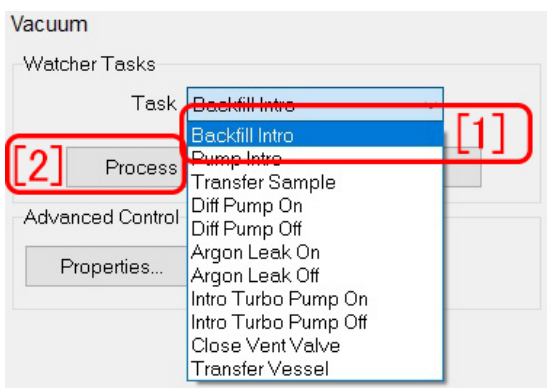 Vacuum
Watcher Tasks
Task Backfill Intro
[1]
Backfill Intro
[2] Process
Pump Intro
Transfer Sample
Diff Pump On
Diff Pump Off
Advanced Control
Argon Leak On
Properties...
Argon Leak Off
Intro Turbo Pump On
Intro Turbo Pump Off
Close Vent Valve
Transfer Vessel